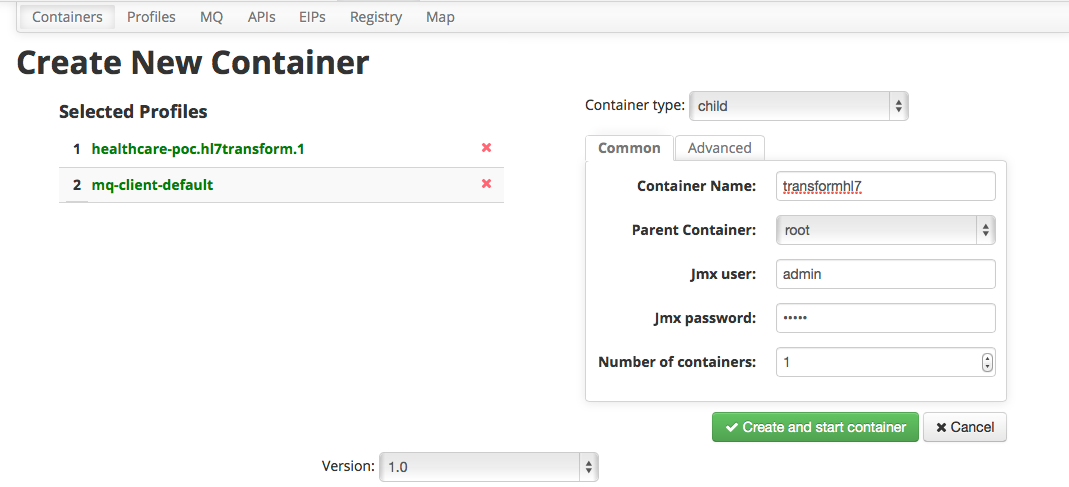 Containers Profiles MQ APIs EIPs Registry Map
Create New Container
Selected Profiles
1 healthcare-poc.hl7transform.1
2 mq-client-default
Container type: child
Common Advanced
Container Name: transformhl7
Parent Container: root
Jmx user: admin
Jmx password: •••••
Number of containers: 1
Create and start container Cancel
Version: 1.0